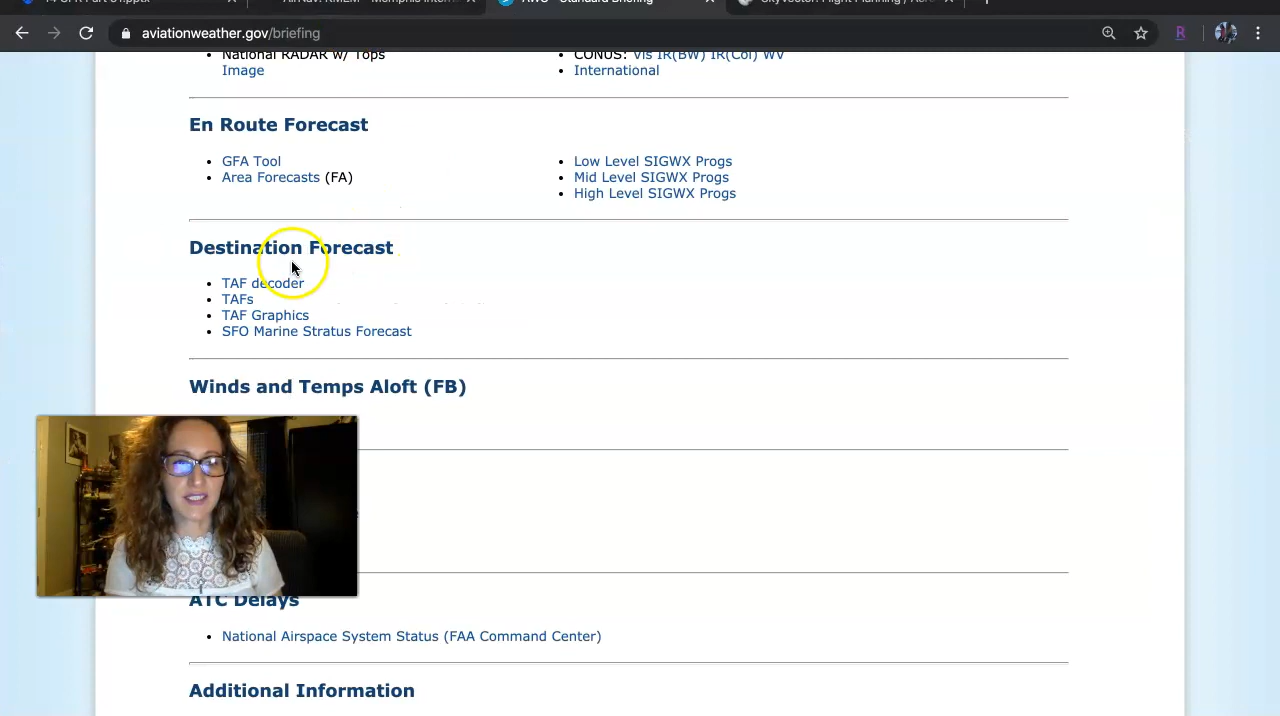 aviationweather.gov/briefing
National RADAR w/ Tops
Image
CONUS: Vis IR(BW) IR(Col) WV
International
En Route Forecast
GFA Tool
Area Forecasts (FA)
Low Level SIGWX Progs
Mid Level SIGWX Progs
High Level SIGWX Progs
Destination Forecast
TAF decoder
TAFs
TAF Graphics
SFO Marine Stratus Forecast
Winds and Temps Aloft (FB)
ATC Delays
National Airspace System Status (FAA Command Center)
Additional Information